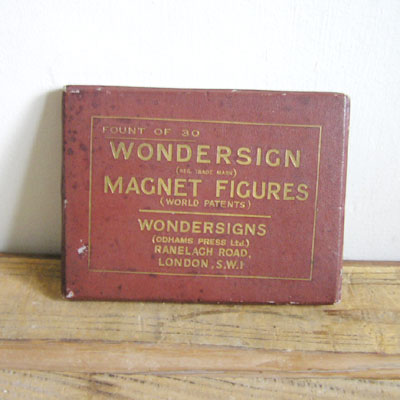 FOUNT OF 30
WONDERSIGN
(REG. TRADE MARK)
MAGNET FIGURES
(WORLD PATENTS)
WONDERSIGNS
(ODHAMS PRESS Ltd.)
RANELAGH ROAD,
LONDON, S.W.1